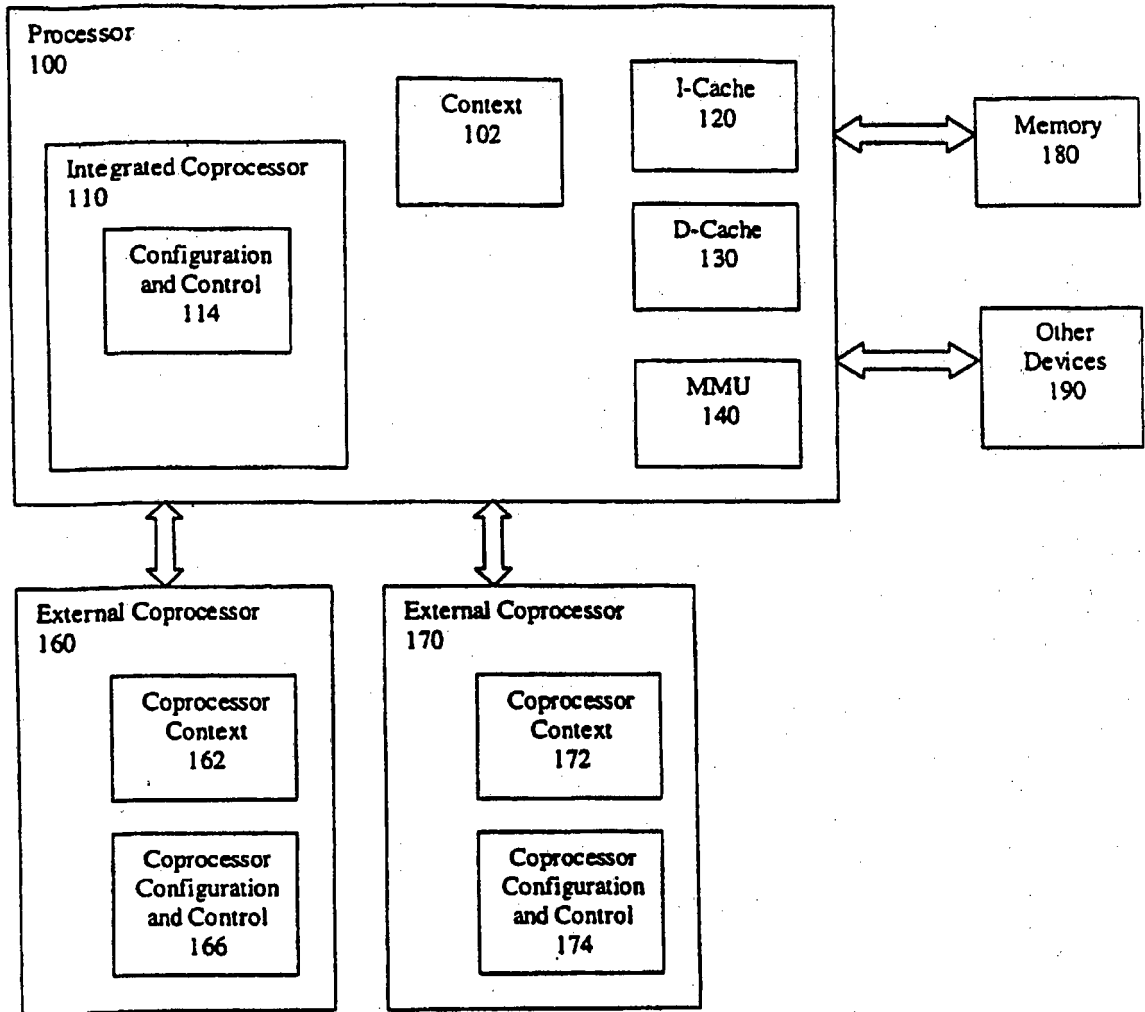 Processor
100
Context
102
I-Cache
120
Memory
180
Integrated Coprocessor
110
Configuration
and Control
114
D-Cache
130
MMU
140
Other
Devices
190
External Coprocessor
160
Coprocessor
Context
162
Coprocessor
Configuration
and Control
166
External Coprocessor
170
Coprocessor
Context
172
Coprocessor
Configuration
and Control
174